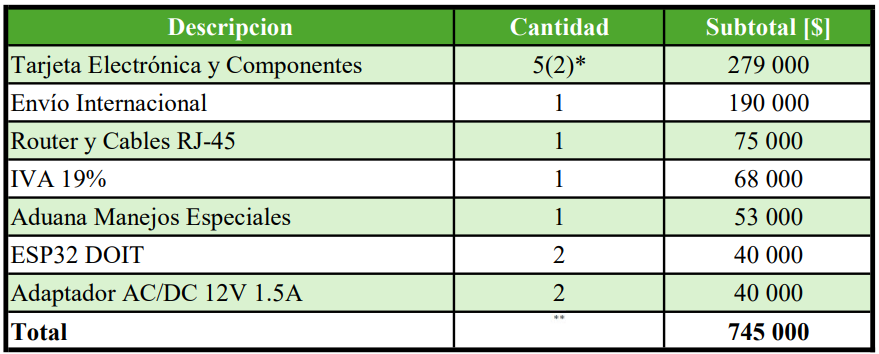 Descripcion Cantidad Subtotal [$]
Tarjeta Electrónica y Componentes 5(2)* 279 000
Envío Internacional 1 190 000
Router y Cables RJ-45 1 75 000
IVA 19% 1 68 000
Aduana Manejos Especiales 1 53 000
ESP32 DOIT 2 40 000
Adaptador AC/DC 12V 1.5A 2 40 000
Total ** 745 000